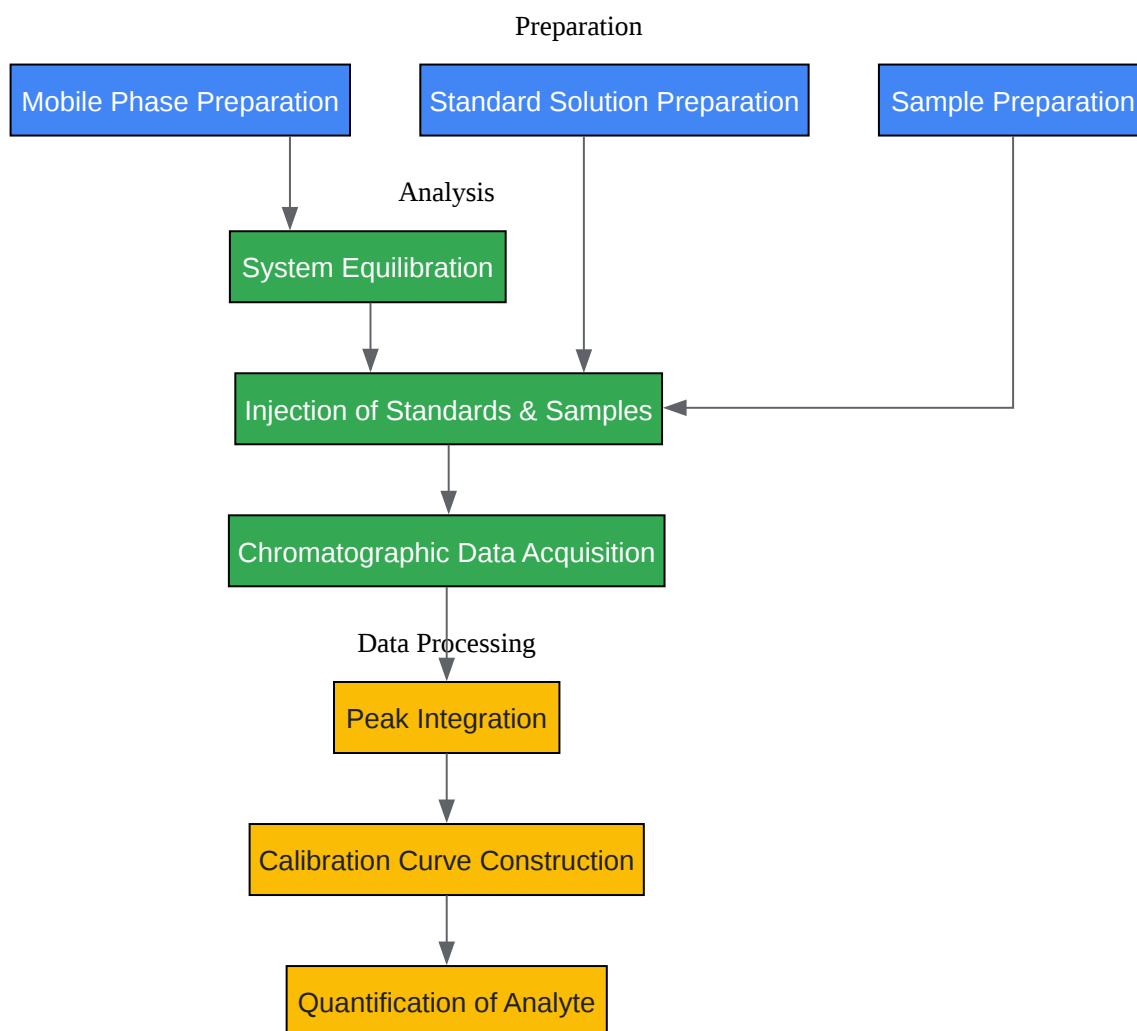 Preparation
Mobile Phase Preparation
Standard Solution Preparation
Sample Preparation
Analysis
System Equilibration
Injection of Standards & Samples
Chromatographic Data Acquisition
Data Processing
Peak Integration
Calibration Curve Construction
Quantification of Analyte